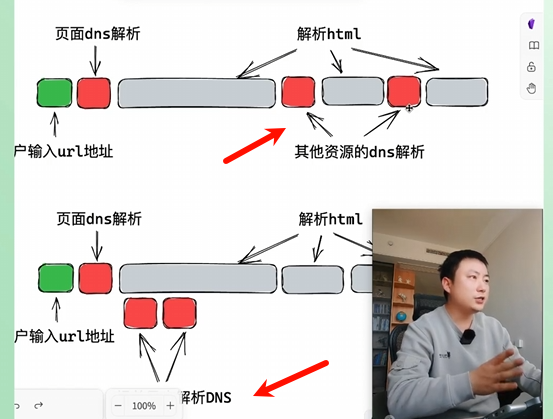 页面dns解析
解析html
户输入url地址
其他资源的dns解析
页面dns解析
解析html
户输入url地址
解析DNS
100%